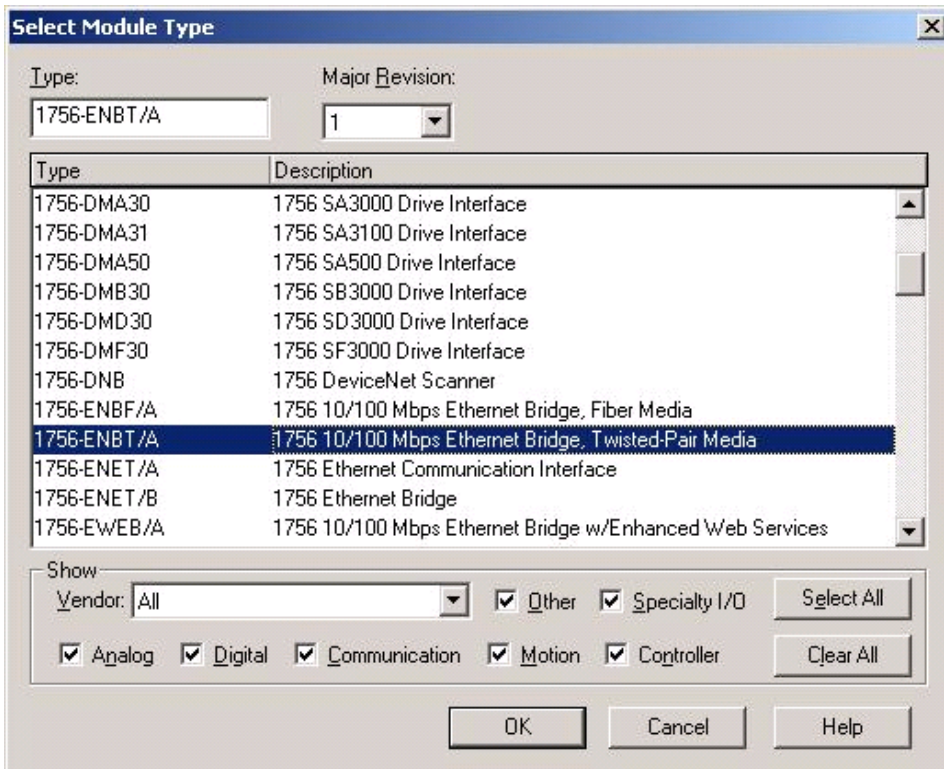 Select Module Type
Type: Major Revision:
1756-ENBT/A 1
Type Description
1756-DMA30 1756 SA3000 Drive Interface
1756-DMA31 1756 SA3100 Drive Interface
1756-DMA50 1756 SA500 Drive Interface
1756-DMB30 1756 SB3000 Drive Interface
1756-DMD30 1756 SD3000 Drive Interface
1756-DMF30 1756 SF3000 Drive Interface
1756-DNB 1756 DeviceNet Scanner
1756-ENBF/A 1756 10/100 Mbps Ethernet Bridge, Fiber Media
1756-ENBT/A 1756 10/100 Mbps Ethernet Bridge, Twisted-Pair Media
1756-ENET/A 1756 Ethernet Communication Interface
1756-ENET/B 1756 Ethernet Bridge
1756-EWEB/A 1756 10/100 Mbps Ethernet Bridge w/Enhanced Web Services
Show
Vendor: All Other Specialty I/O Select All
Analog Digital Communication Motion Controller Clear All
OK Cancel Help